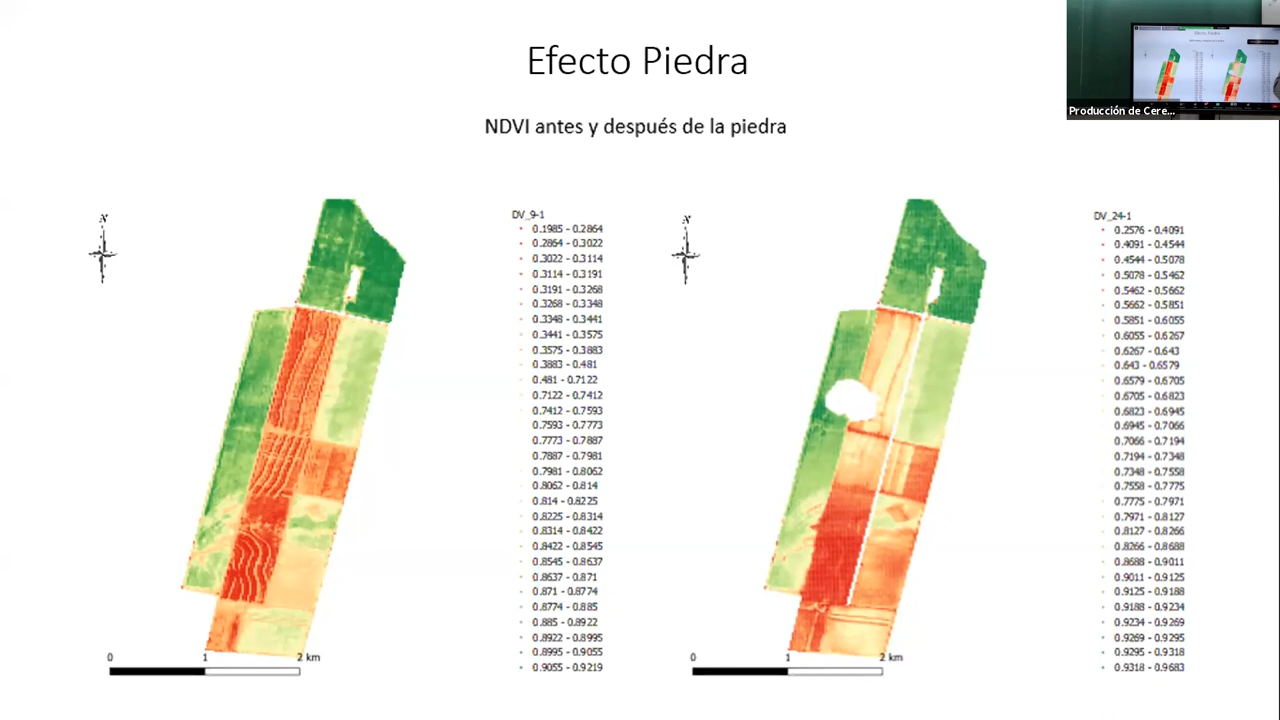 Efecto Piedra
NDVI antes y después de la piedra
Producción de Cere...
N
DV_9-1
0.1985 - 0.2864
0.2864 - 0.3022
0.3022 - 0.3114
0.3114 - 0.3191
0.3191 - 0.3268
0.3268 - 0.3348
0.3348 - 0.3441
0.3441 - 0.3575
0.3575 - 0.3883
0.3883 - 0.481
0.481 - 0.7122
0.7122 - 0.7412
0.7412 - 0.7593
0.7593 - 0.7773
0.7773 - 0.7887
0.7887 - 0.7981
0.7981 - 0.8062
0.8062 - 0.814
0.814 - 0.8225
0.8225 - 0.8314
0.8314 - 0.8422
0.8422 - 0.8545
0.8545 - 0.8637
0.8637 - 0.871
0.871 - 0.8774
0.8774 - 0.885
0.885 - 0.8922
0.8922 - 0.8995
0.8995 - 0.9055
0.9055 - 0.9219
0 1 2 km
N
DV_24-1
0.2576 - 0.4091
0.4091 - 0.4544
0.4544 - 0.5078
0.5078 - 0.5462
0.5462 - 0.5662
0.5662 - 0.5851
0.5851 - 0.6055
0.6055 - 0.6267
0.6267 - 0.643
0.643 - 0.6579
0.6579 - 0.6705
0.6705 - 0.6823
0.6823 - 0.6945
0.6945 - 0.7066
0.7066 - 0.7194
0.7194 - 0.7348
0.7348 - 0.7558
0.7558 - 0.7775
0.7775 - 0.7971
0.7971 - 0.8127
0.8127 - 0.8266
0.8266 - 0.8688
0.8688 - 0.9011
0.9011 - 0.9125
0.9125 - 0.9188
0.9188 - 0.9234
0.9234 - 0.9269
0.9269 - 0.9295
0.9295 - 0.9318
0.9318 - 0.9683
0 1 2 km